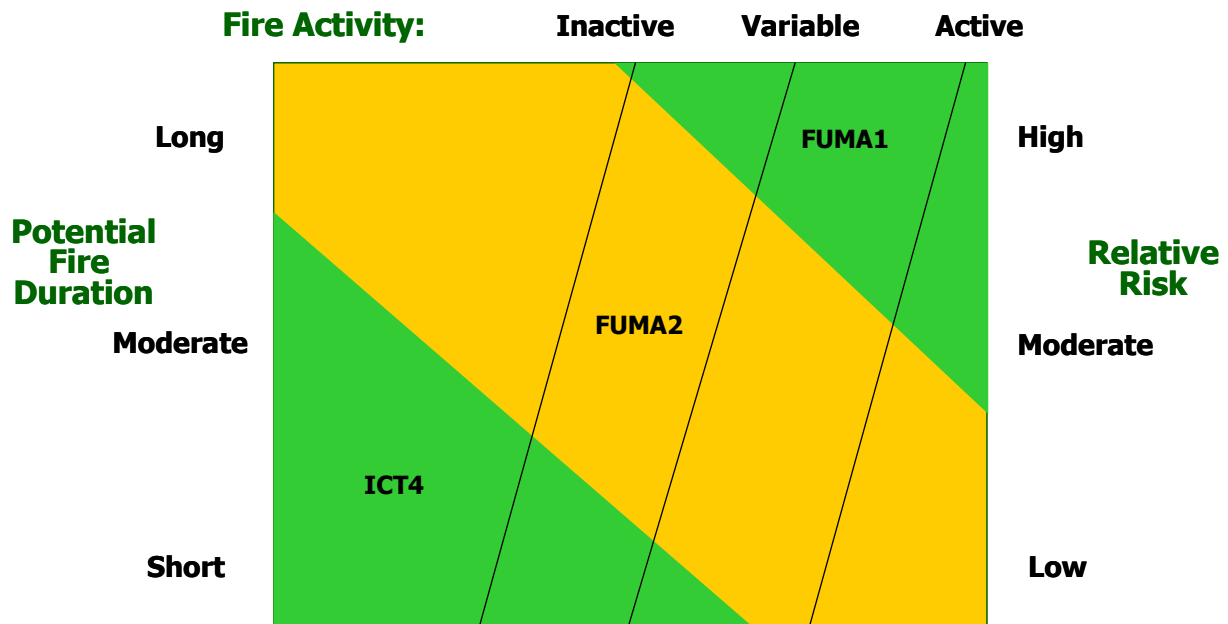 Fire Activity: Inactive Variable Active
Long
FUMA1
High
Potential
Fire
Duration
Relative
Risk
FUMA2
Moderate
Moderate
ICT4
Short
Low